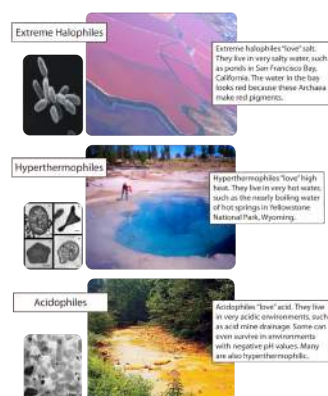 Extreme Halophiles
Extreme halophiles "love" salt.
They live in very salty water, such
as ponds in San Francisco Bay,
California. The water in the bay
looks red because these Archaea
make red pigments.
Hyperthermophiles
Hyporthermophiles "love" high
heat. They live in very hot water,
such as the nearly boiling water
of hot springs in Yellowstone
National Park, Wyoming.
Acidophiles
Acidophiles "love" acid. They live
in very acidic environments, such
as acid mine drainage. Some can
even survive in environments
with negative pH values. Many
are also hyperthermophilic.